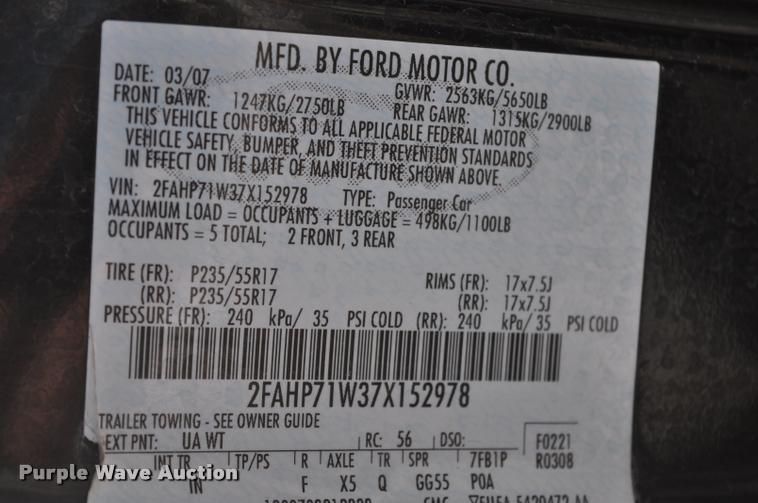 MFD. BY FORD MOTOR CO.
DATE: 03/07 GVWR: 2563KG/5650LB
FRONT GAWR: 1247KG/2750LB REAR GAWR: 1315KG/2900LB
THIS VEHICLE CONFORMS TO ALL APPLICABLE FEDERAL MOTOR
VEHICLE SAFETY, BUMPER, AND THEFT PREVENTION STANDARDS
IN EFFECT ON THE DATE OF MANUFACTURE SHOWN ABOVE.
VIN: 2FAHP71W37X152978 TYPE: Passenger Car
MAXIMUM LOAD = OCCUPANTS + LUGGAGE = 498KG/1100LB
OCCUPANTS = 5 TOTAL; 2 FRONT, 3 REAR
TIRE (FR): P235/55R17 RIMS (FR): 17x7.5J
(RR): P235/55R17 (RR): 17x7.5J
PRESSURE (FR): 240 kPa/ 35 PSI COLD (RR): 240 kPa/ 35 PSI COLD
2FAHP71W37X152978
TRAILER TOWING - SEE OWNER GUIDE
EXT PNT: UA WT RC: 56 DSO: F0221
INT TR TP/PS R AXLE TR SPR 7FB1P R0308
IN F X5 Q GG55 POA
Purple Wave Auction